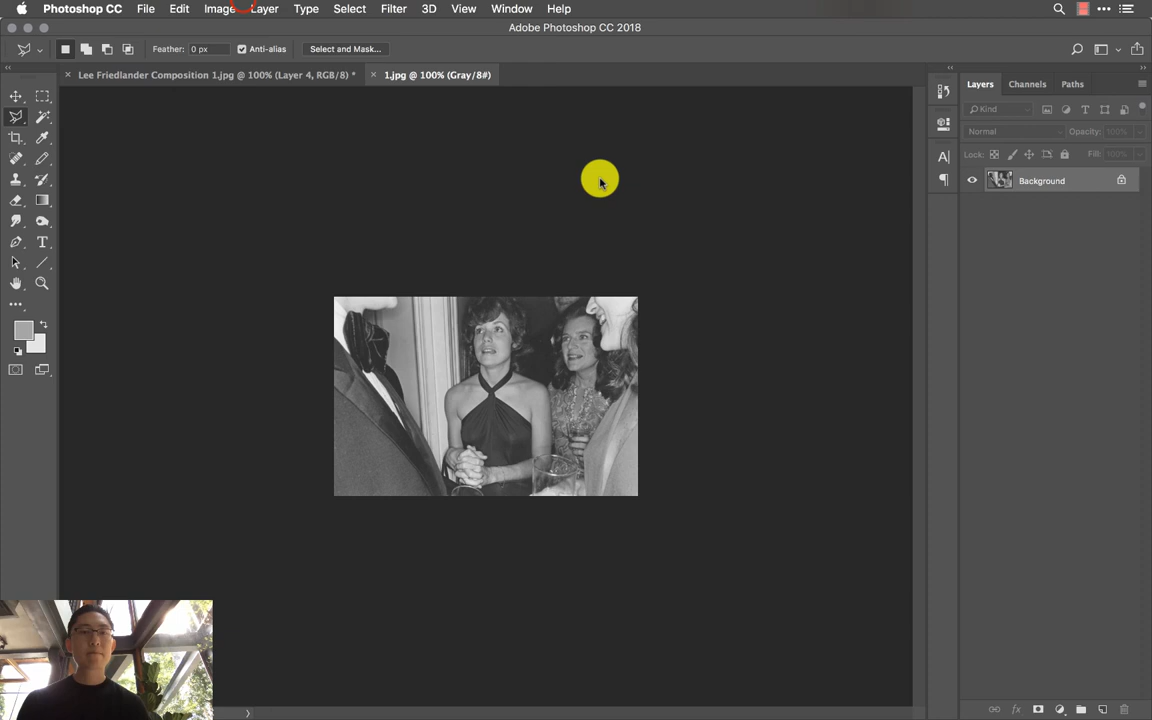 Photoshop CC File Edit Image Layer Type Select Filter 3D View Window Help
Adobe Photoshop CC 2018
Feather: 0 px Anti-alias Select and Mask...
Lee Friedlander Composition 1.jpg @ 100% (Layer 4, RGB/8) * 1.jpg @ 100% (Gray/8#)
Layers Channels Paths
Kind
Normal Opacity: 100%
Lock: Fill: 100%
Background